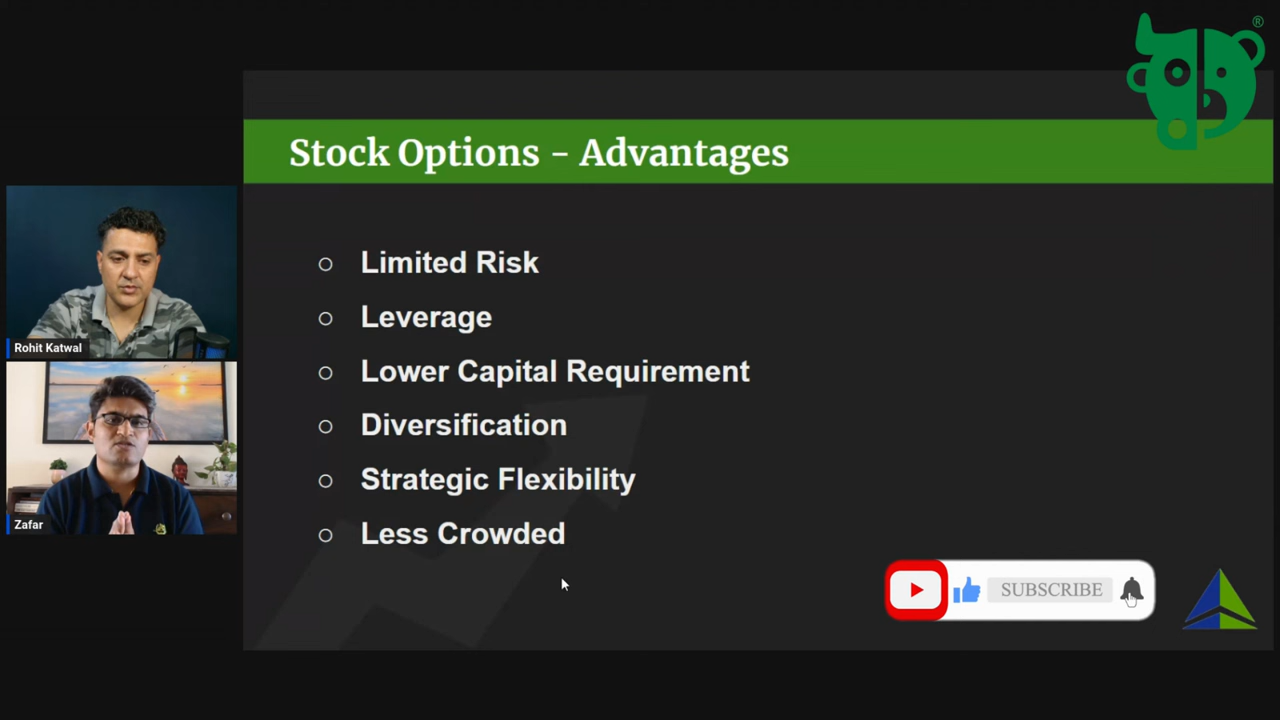 ®
Stock Options - Advantages
Limited Risk
Leverage
Lower Capital Requirement
Diversification
Strategic Flexibility
Less Crowded
Rohit Katwal
Zafar
SUBSCRIBE